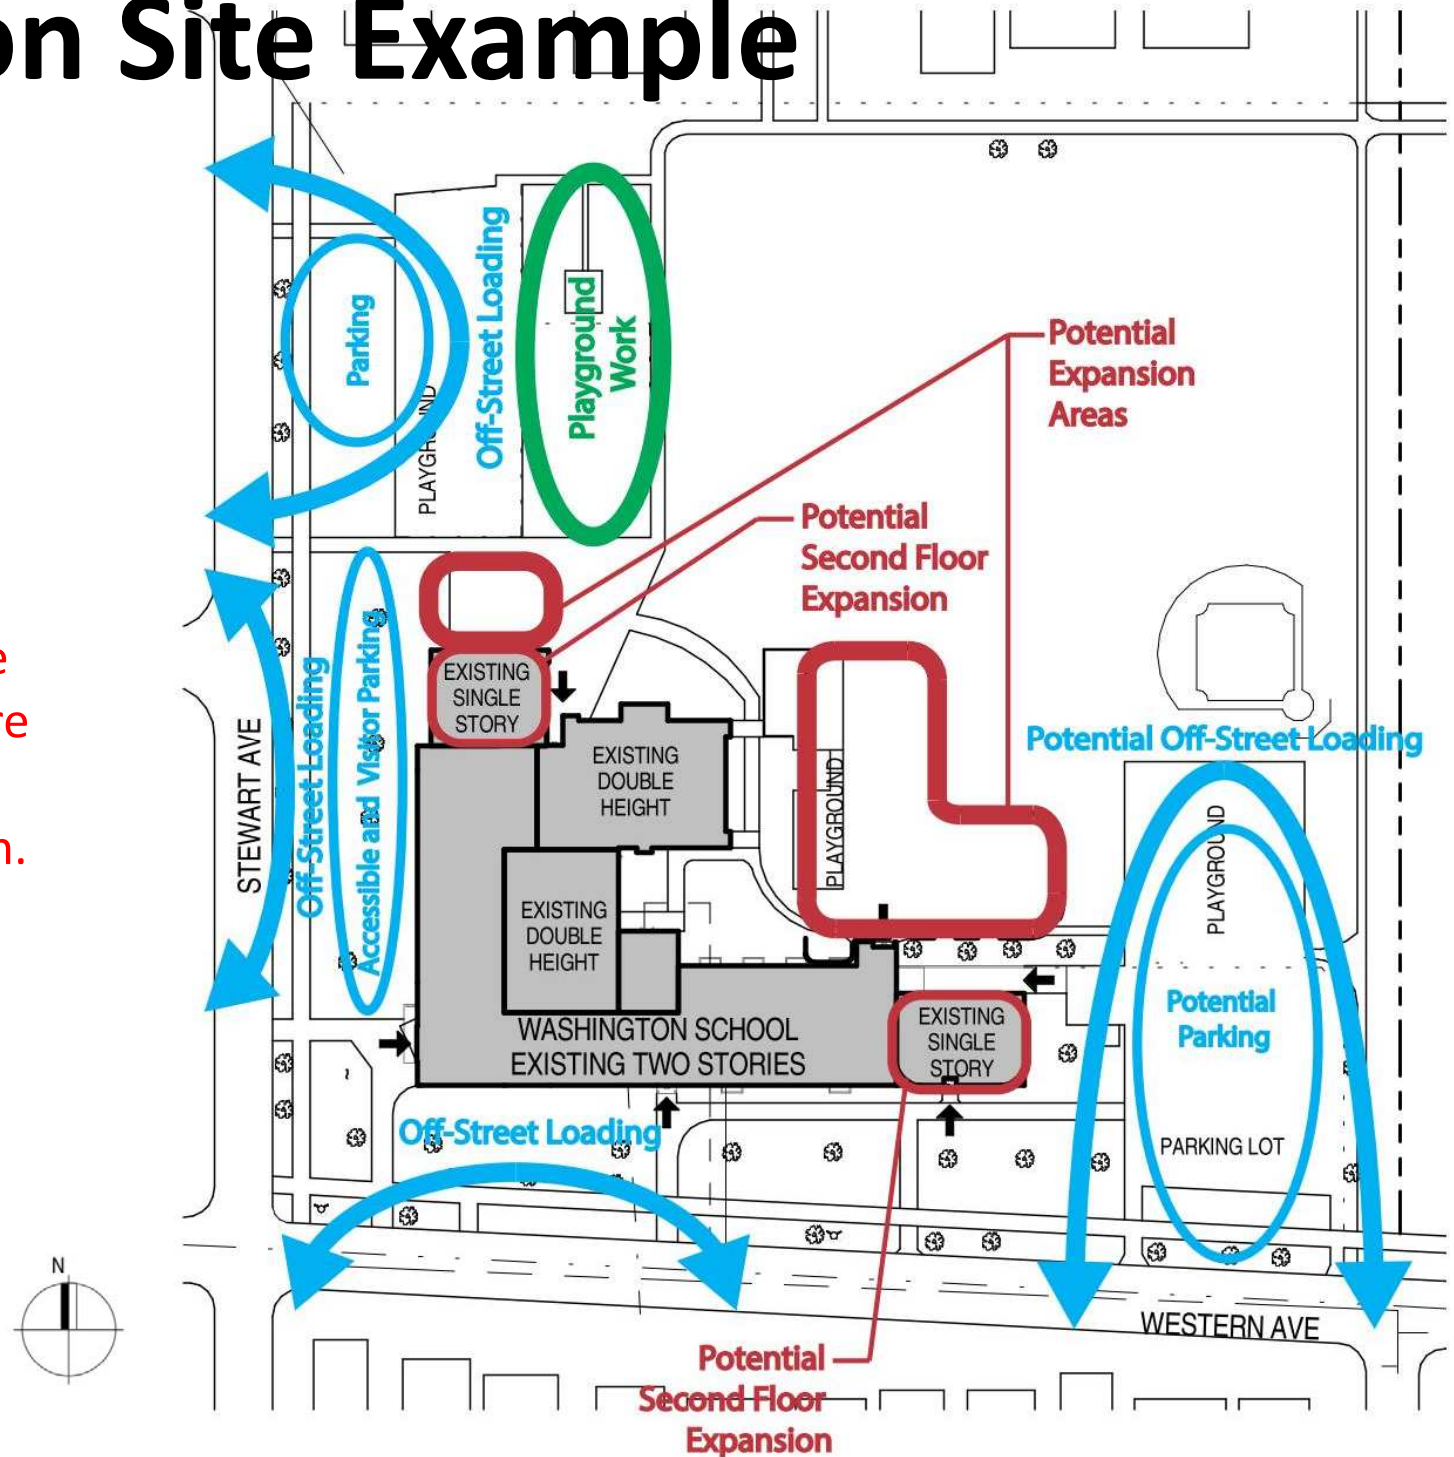 on Site Example
Parking
Off-Street Loading
Playground
Work
PLAYGROUND
Potential
Expansion
Areas
Potential
Second Floor
Expansion
e
re
n.
STEWART AVE
Off-Street Loading
Accessible and Visitor Parking
EXISTING
SINGLE
STORY
EXISTING
DOUBLE
HEIGHT
EXISTING
DOUBLE
HEIGHT
PLAYGROUND
Potential Off-Street Loading
PLAYGROUND
Potential
Parking
PARKING LOT
WASHINGTON SCHOOL
EXISTING TWO STORIES
EXISTING
SINGLE
STORY
Off-Street Loading
N
WESTERN AVE
Potential
Second Floor
Expansion